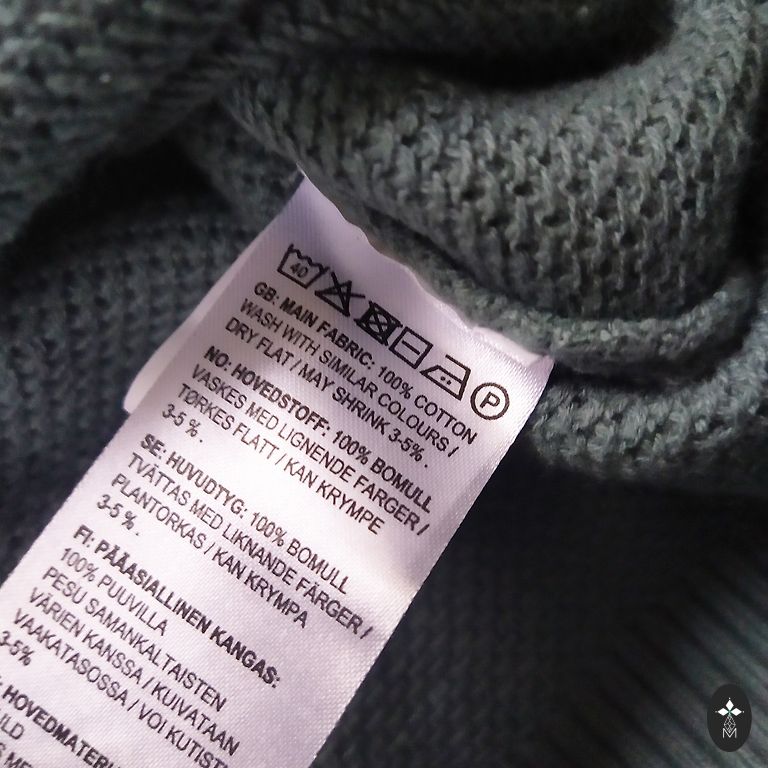 40
P
GB: MAIN FABRIC: 100% COTTON
WASH WITH SIMILAR COLOURS /
DRY FLAT / MAY SHRINK 3-5% .
NO: HOVEDSTOFF: 100% BOMULL
VASKES MED LIGNENDE FARGER /
TØRKES FLATT / KAN KRYMPE
3-5 % .
SE: HUVUDTYG: 100% BOMULL
TVÄTTAS MED LIKNANDE FÄRGER /
PLANTORKAS / KAN KRYMPA
3-5 % .
FI: PÄÄASIALLINEN KANGAS:
100% PUUVILLA
PESU SAMANKALTAISTEN
VÄRIEN KANSSA / KUIVATAAN
VAAKATASOSSA / VOI KUTIST
3-5%
: HOVEDMATERI
M